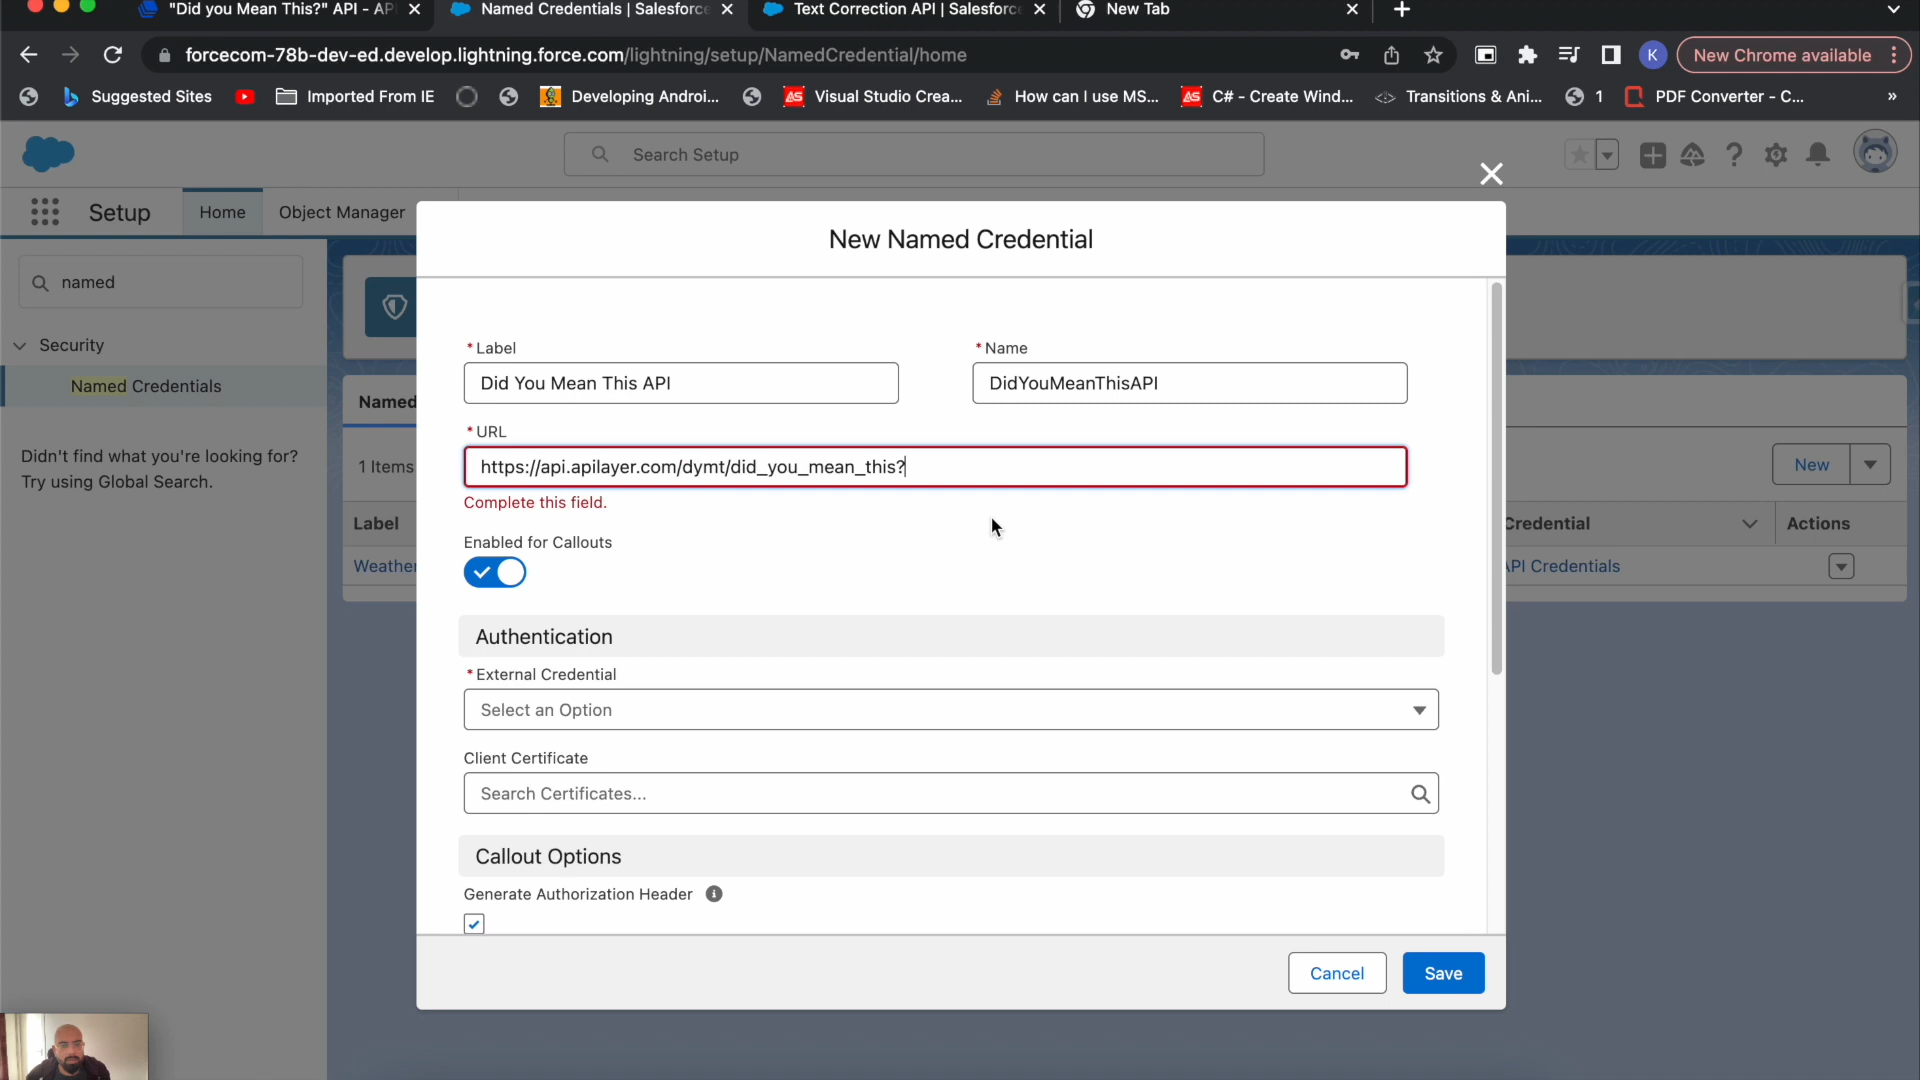 "Did you Mean This?" API - AP
Named Credentials | Salesforce
Text Correction API | Salesforce
New Tab
forcecom-78b-dev-ed.develop.lightning.force.com/lightning/setup/NamedCredential/home
K
New Chrome available
Suggested Sites
Imported From IE
Developing Androi...
Visual Studio Crea...
How can I use MS...
C# - Create Wind...
Transitions & Ani...
1
PDF Converter - C...
»
Search Setup
Setup
Home
Object Manager
New Named Credential
named
Security
Named Credentials
Didn't find what you're looking for?
Try using Global Search.
Named
1 Items
New
Label
Credential
Actions
Weather
API Credentials
* Label
Did You Mean This API
* Name
DidYouMeanThisAPI
* URL
https://api.apilayer.com/dymt/did_you_mean_this?
Complete this field.
Enabled for Callouts
Authentication
* External Credential
Select an Option
Client Certificate
Search Certificates...
Callout Options
Generate Authorization Header
Cancel
Save